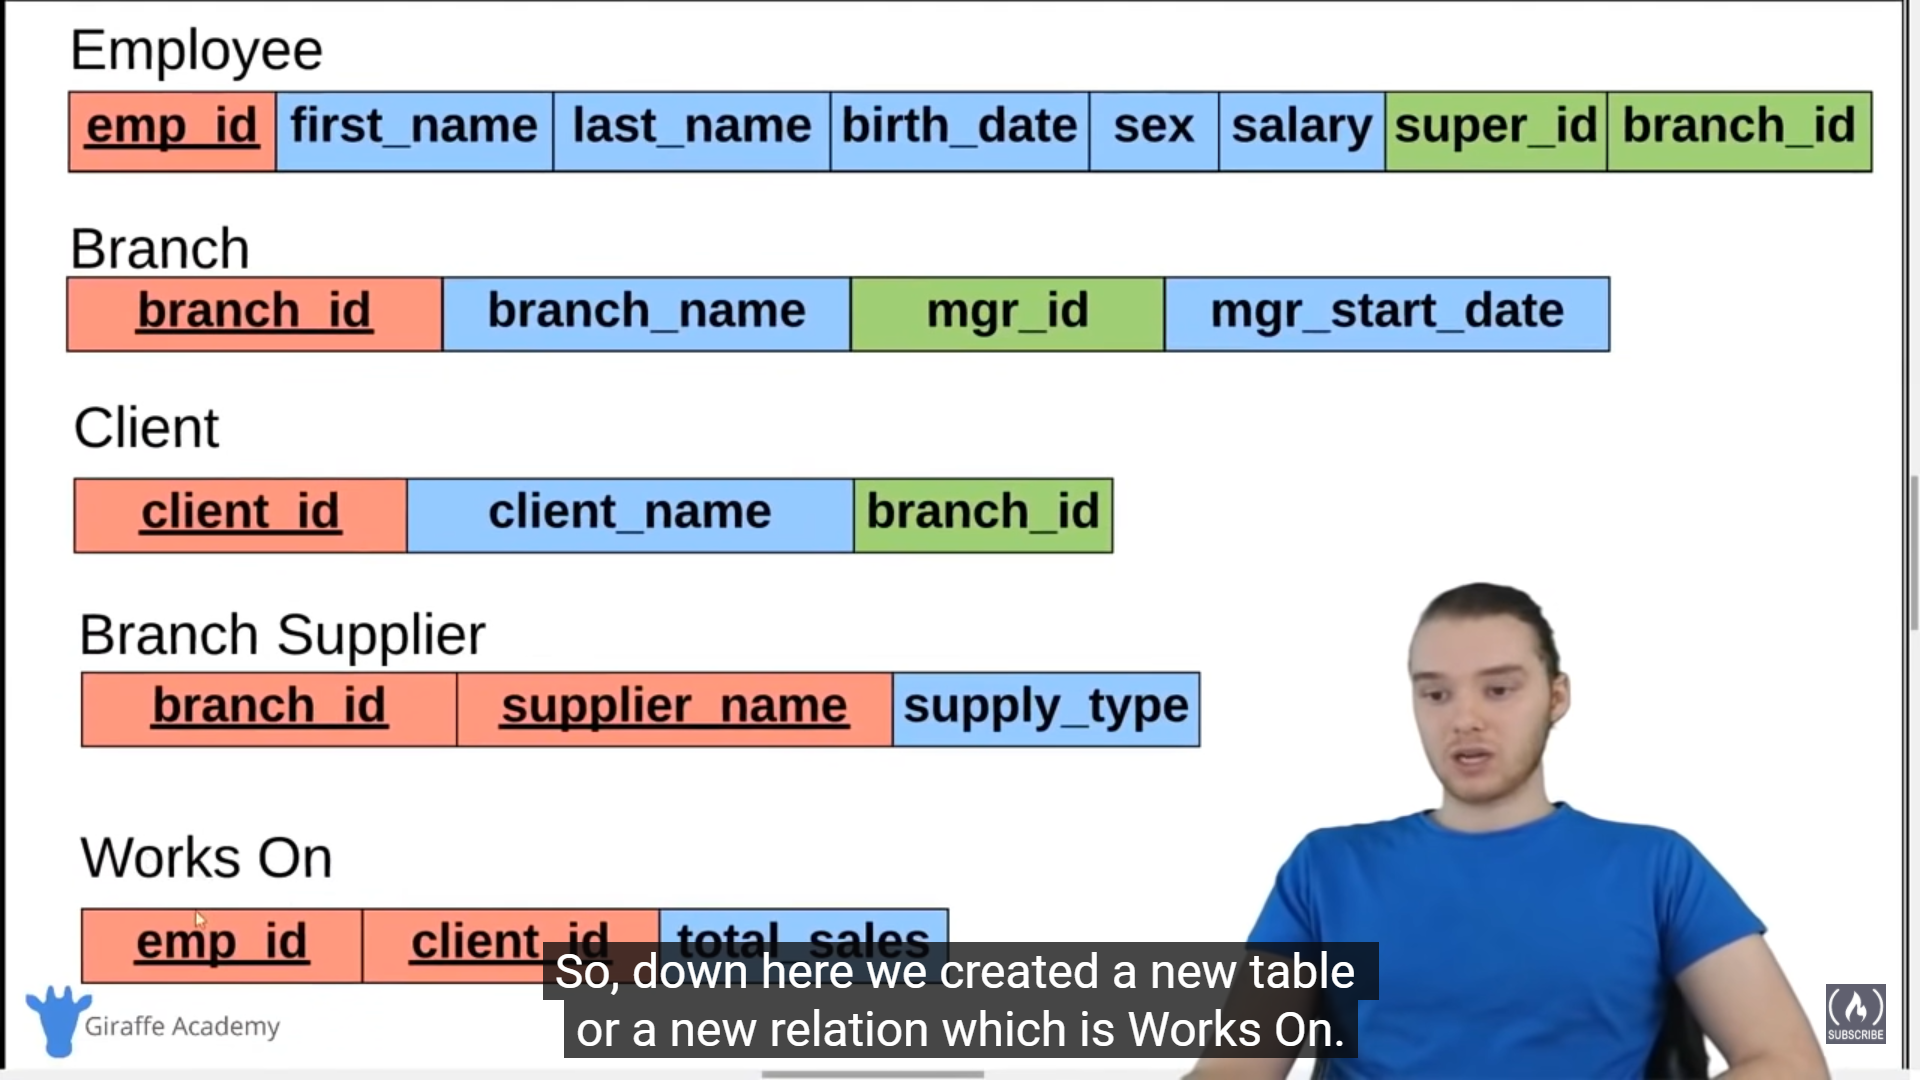 Employee
emp_id first_name last_name birth_date sex salary super_id branch_id
Branch
branch_id branch_name mgr_id mgr_start_date
Client
client_id client_name branch_id
Branch Supplier
branch_id supplier_name supply_type
Works On
emp_id client_id total_sales
So, down here we created a new table
or a new relation which is Works On.
Giraffe Academy
SUBSCRIBE